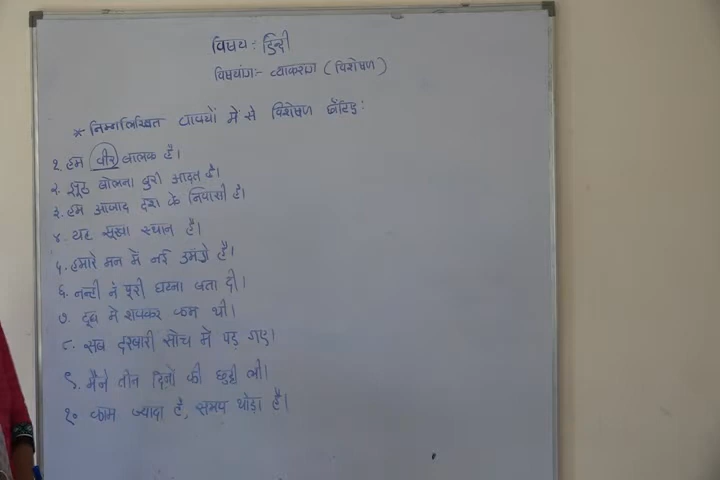 विषय : हिन्दी
विषयांग:- व्याकरण ( विशेषण )
* निम्नलिखित वाक्यों में से विशेषण छाँटिए :
१. हम वीर बालक हैं।
२. झूठ बोलना बुरी आदत है।
३. हम आजाद देश के निवासी हैं।
४. यह सूखा स्थान है।
५. हमारे मन में नई उमंगे हैं।
६. नन्ही ने पूरी घटना बता दी।
७. दूध में शक्कर कम थी।
८. सब दरबारी सोच में पड़ गए।
९. मैंने तीन दिनों की छुट्टी ली।
१० काम ज्यादा है, समय थोड़ा है।